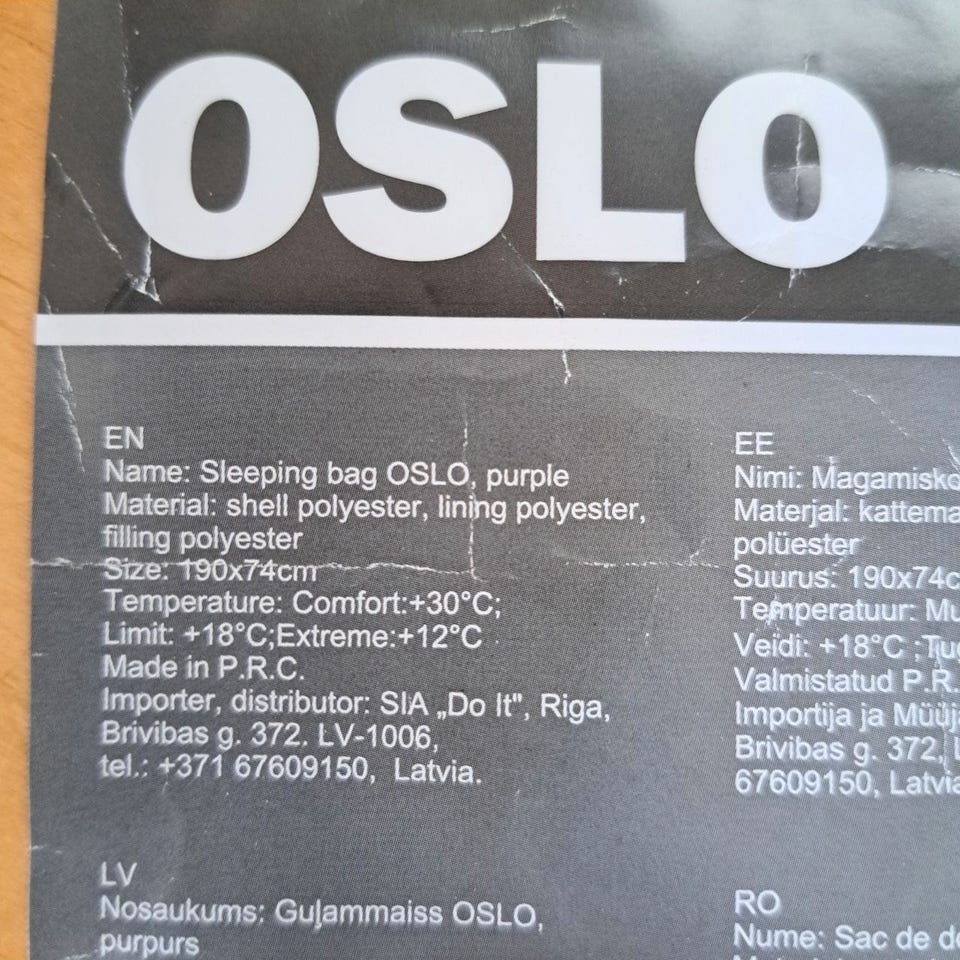 OSLO
EN
Name: Sleeping bag OSLO, purple
Material: shell polyester, lining polyester,
filling polyester
Size: 190x74cm
Temperature: Comfort:+30°C;
Limit: +18°C;Extreme:+12°C
Made in P.R.C.
Importer, distributor: SIA „Do It", Riga,
Brivibas g. 372. LV-1006,
tel.: +371 67609150, Latvia.
LV
Nosaukums: Guļammaiss OSLO,
purpurs
EE
Nimi:
Materjal:
polüester
Suurus:
Temperatuur:
Veidi: +18°C ;
Valmistatud
Importija ja
Brivibas g. 372,
67609150,
RO
Nume: Sac de